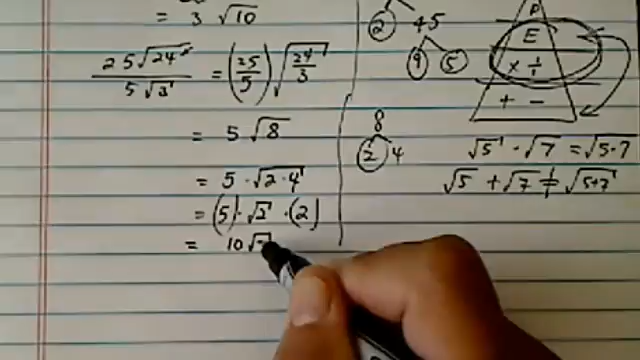 = 3 √10
25√24 / 5√3 = (25/5) √(24/3)
= 5 √8
= 5 · √2·4
= (5) · √2 · (2)
= 10√
2 45
9 5
8
2 4
P
E
× ÷
+ −
√5 · √7 = √5·7
√5 + √7 ≠ √5+7